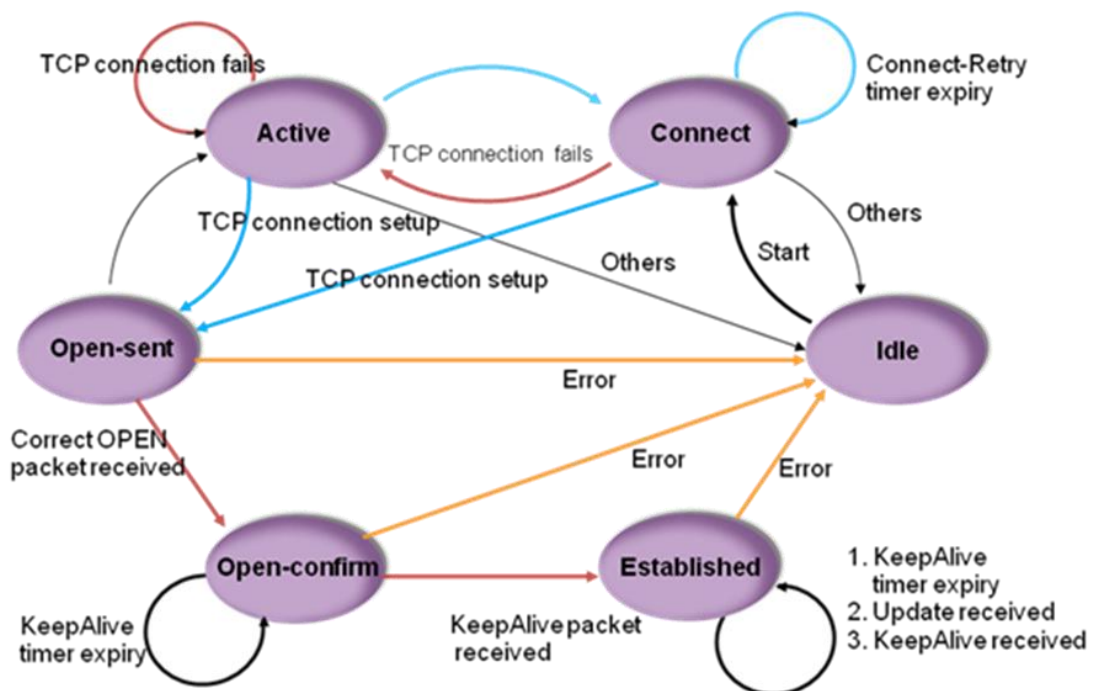 TCP connection fails
Active
Connect
Connect-Retry
timer expiry
TCP connection fails
TCP connection setup
Others
Start
Others
TCP connection setup
Open-sent
Idle
Error
Correct OPEN
packet received
Error
Error
Open-confirm
Established
KeepAlive
timer expiry
KeepAlive packet
received
1. KeepAlive
timer expiry
2. Update received
3. KeepAlive received